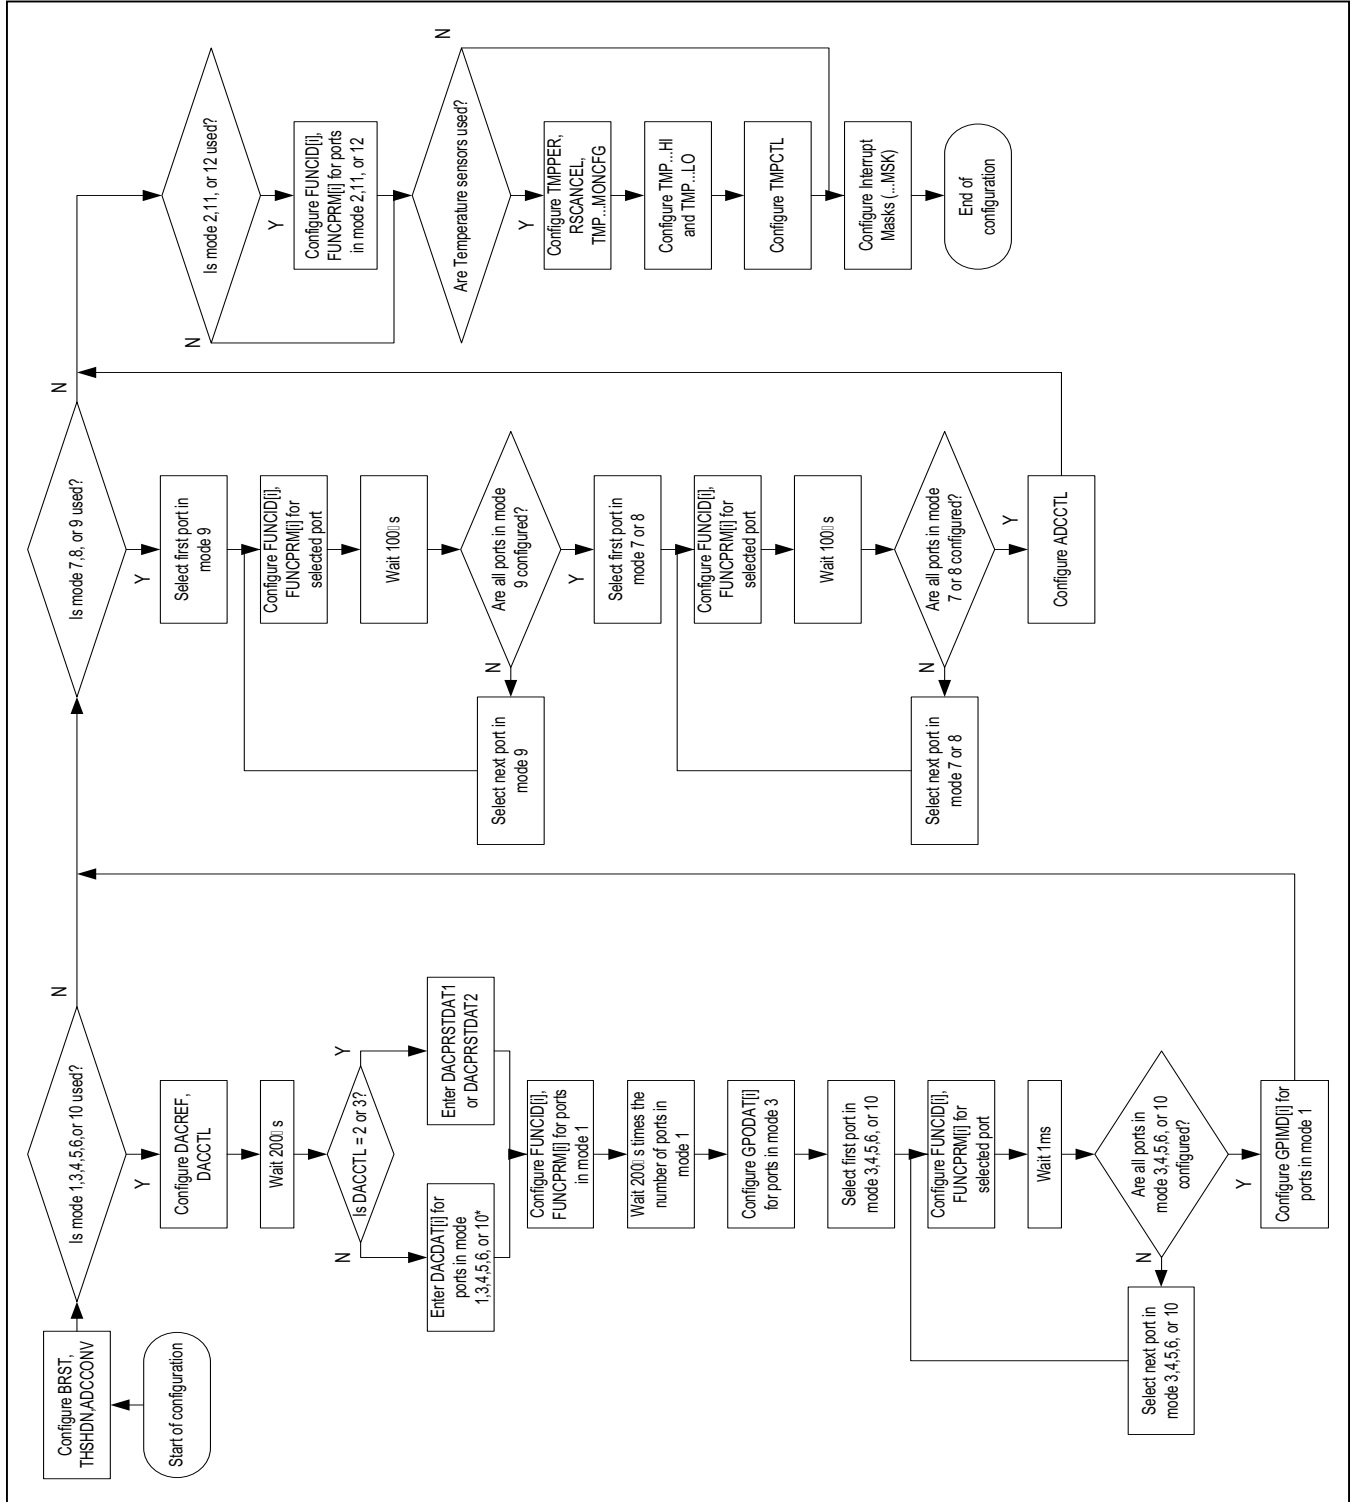 Start of configuration
Configure BRST,
THSHDN,ADCCONV
Is mode 1,3,4,5,6,or 10 used?
N
Y
Configure DACREF,
DACCTL
Wait 200 s
Is DACCTL = 2 or 3?
N
Y
Enter DACDAT[i] for
ports in mode
1,3,4,5,6, or 10*
Enter DACPRSTDAT1
or DACPRSTDAT2
Configure FUNCID[i],
FUNCPRM[i] for ports
in mode 1
Wait 200 s times the
number of ports in
mode 1
Configure GPODAT[i]
for ports in mode 3
Select first port in
mode 3,4,5,6, or 10
Configure FUNCID[i],
FUNCPRM[i] for
selected port
Wait 1ms
Are all ports in
mode 3,4,5,6, or 10
configured?
N
Y
Select next port in
mode 3,4,5,6, or 10
Configure GPIMD[i] for
ports in mode 1
Is mode 7,8, or 9 used?
N
Y
Select first port in
mode 9
Configure FUNCID[i],
FUNCPRM[i] for
selected port
Wait 100 s
Are all ports in mode
9 configured?
N
Y
Select next port in
mode 9
Select first port in
mode 7 or 8
Configure FUNCID[i],
FUNCPRM[i] for
selected port
Wait 100 s
Are all ports in mode
7 or 8 configured?
N
Y
Select next port in
mode 7 or 8
Configure ADCCTL
Is mode 2,11, or 12 used?
N
Y
Configure FUNCID[i],
FUNCPRM[i] for ports
in mode 2,11, or 12
Are Temperature sensors used?
N
Y
Configure TMPPER,
RSCANCEL,
TMP...MONCFG
Configure TMP...HI
and TMP...LO
Configure TMPCTL
Configure Interrupt
Masks (...MSK)
End of
configuration